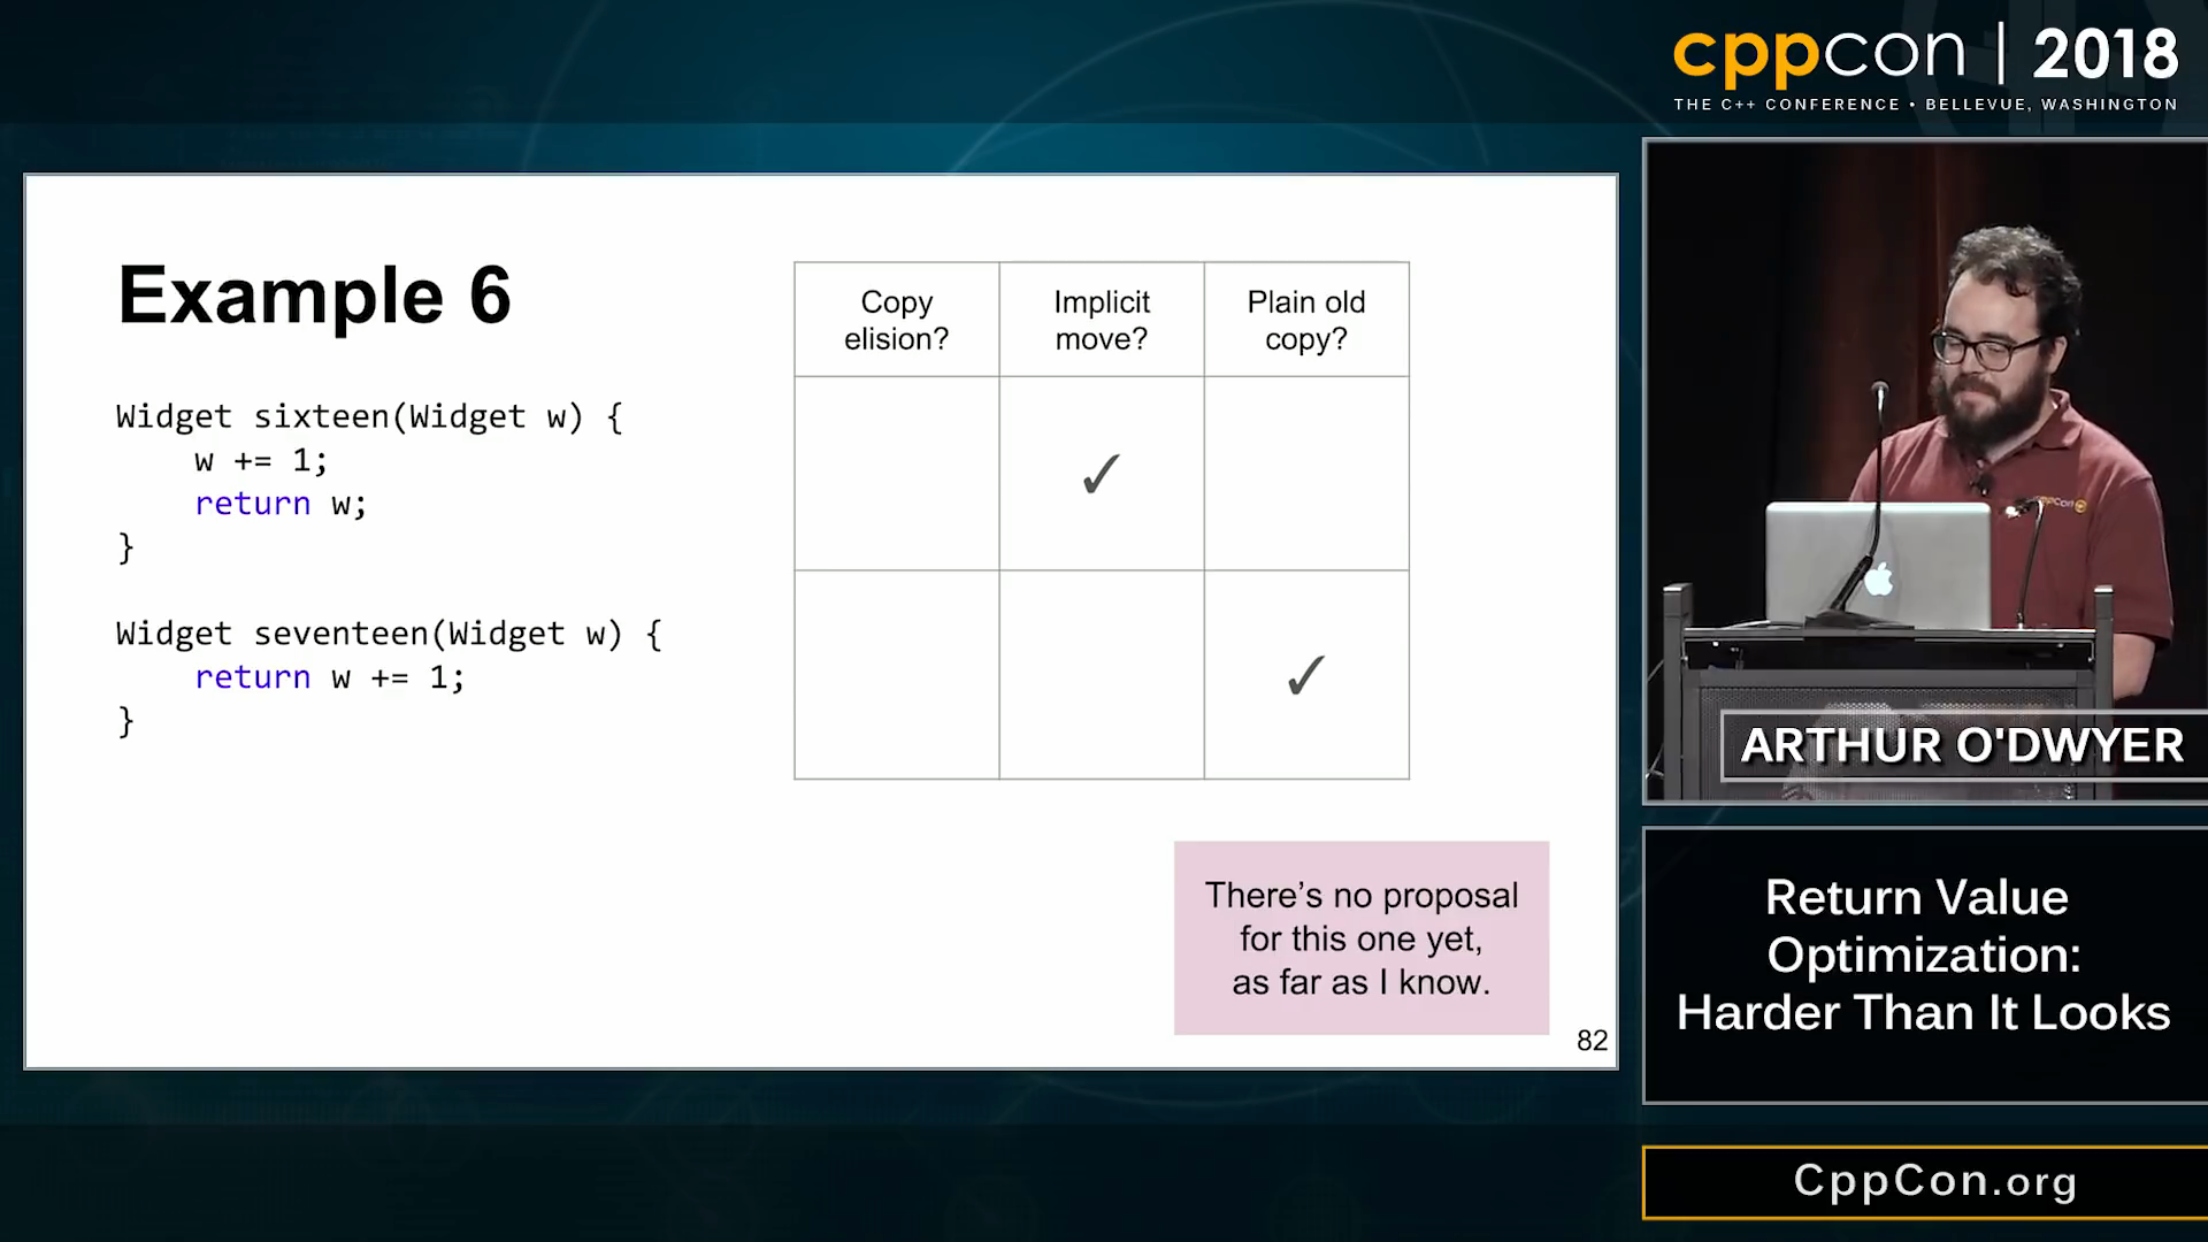 cppcon | 2018
THE C++ CONFERENCE • BELLEVUE, WASHINGTON
Example 6
Widget sixteen(Widget w) {
    w += 1;
    return w;
}
Widget seventeen(Widget w) {
    return w += 1;
}
Copy
elision?
Implicit
move?
Plain old
copy?
✓
✓
There's no proposal
for this one yet,
as far as I know.
82
cppcon
ARTHUR O'DWYER
Return Value
Optimization:
Harder Than It Looks
CppCon.org